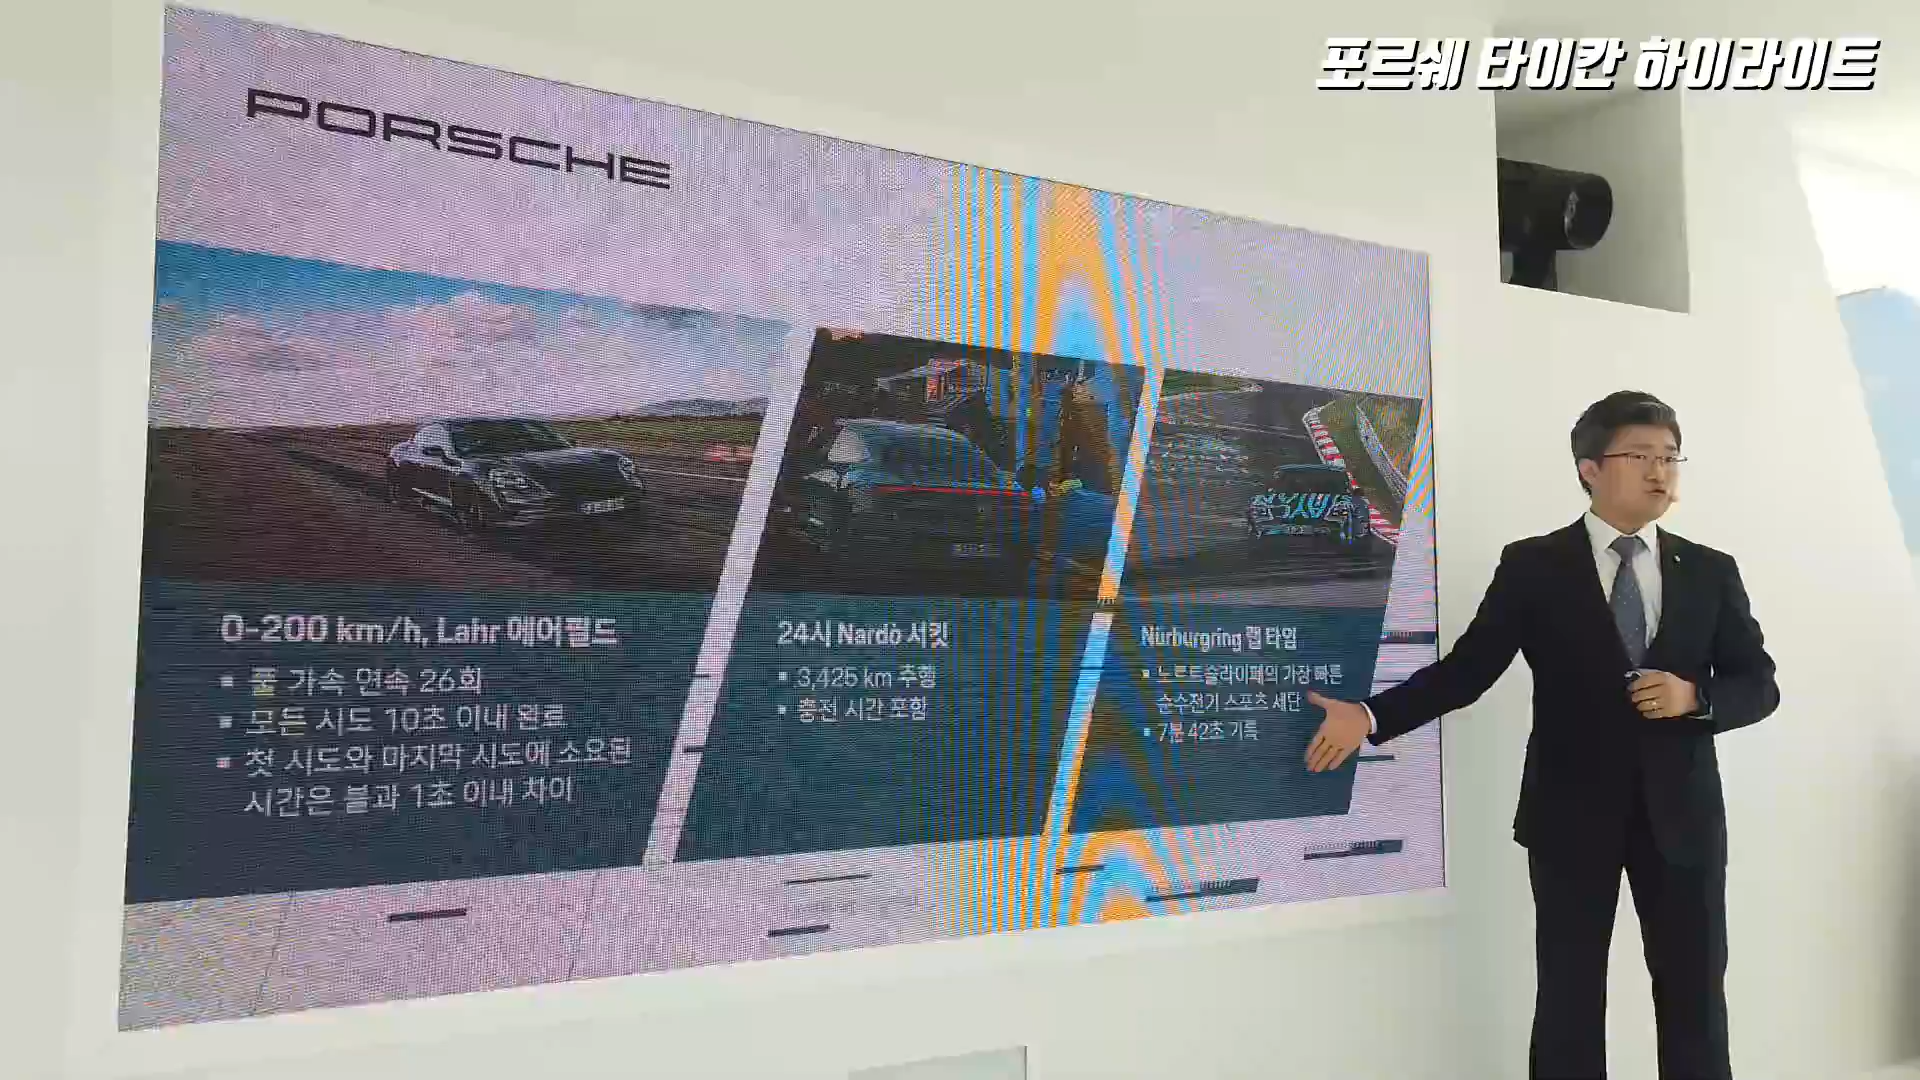 포르쉐 타이칸 하이라이트
PORSCHE
0-200 km/h, Lahr 에어필드
▪ 풀 가속 연속 26회
▪ 모든 시도 10초 이내 완료
▪ 첫 시도와 마지막 시도에 소요된
시간은 불과 1초 이내 차이
24시 Nardò 서킷
▪ 3,425 km 주행
▪ 충전 시간 포함
Nürburgring 랩 타임
▪ 노르트슐라이페의 가장 빠른
순수전기 스포츠 세단
▪ 7분 42초 기록